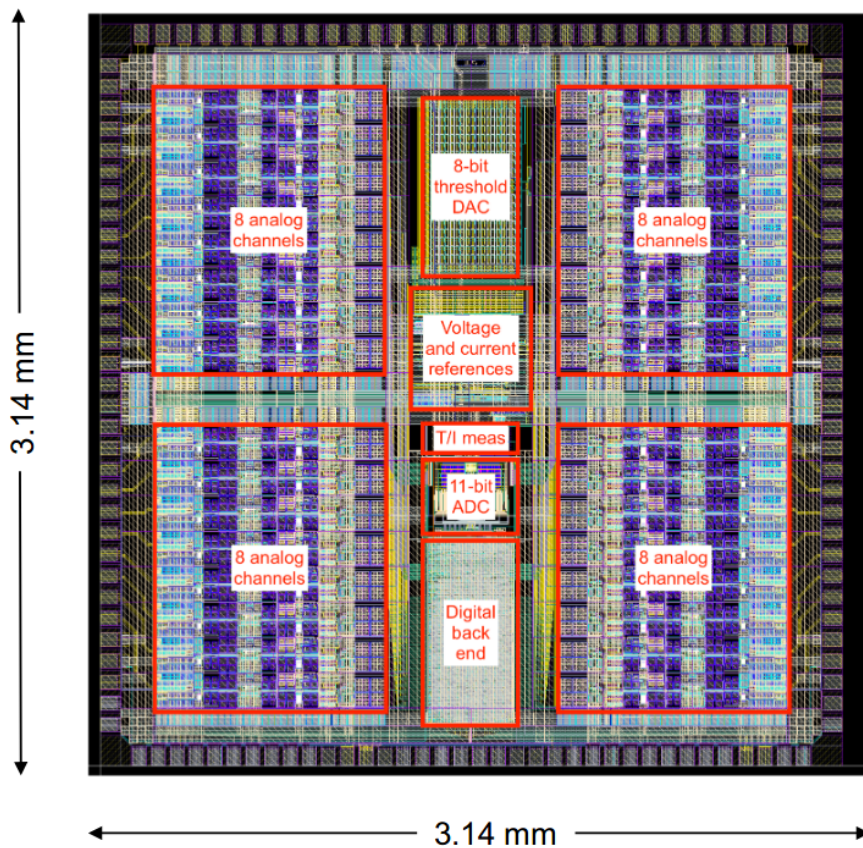 8 analog
channels
8-bit
threshold
DAC
8 analog
channels
Voltage
and current
references
3.14 mm
T/I meas
11-bit
ADC
8 analog
channels
8 analog
channels
Digital
back
end
3.14 mm